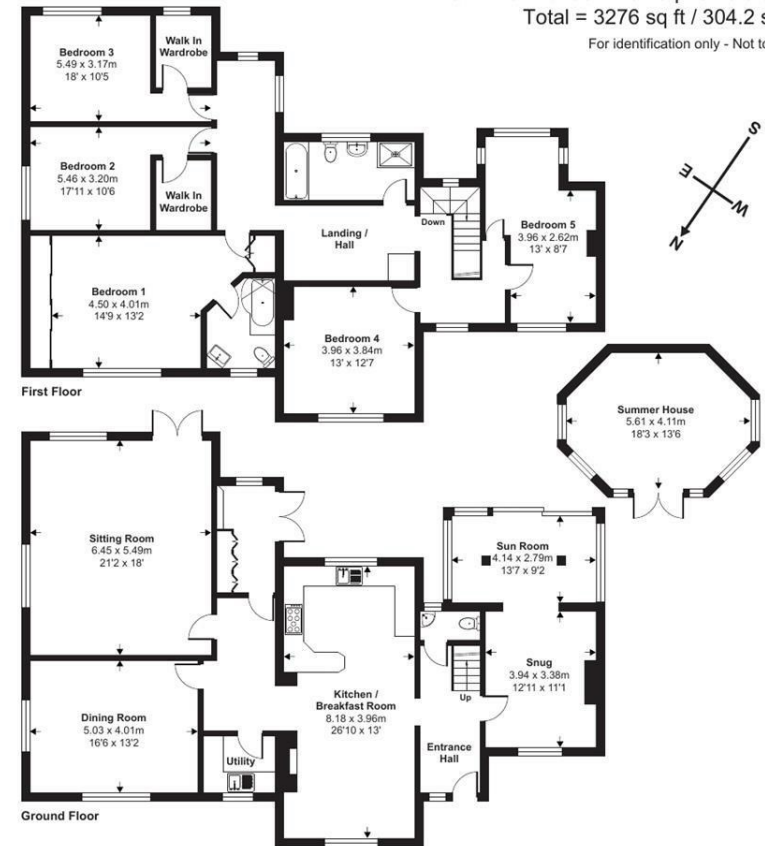 Total = 3276 sq ft / 304.2 s
For identification only - Not to
Bedroom 3
5.49 x 3.17m
18' x 10'5
Walk In
Wardrobe
Bedroom 2
5.46 x 3.20m
17'11 x 10'6
Walk In
Wardrobe
Landing /
Hall
Down
Bedroom 5
3.96 x 2.62m
13' x 8'7
S
E
W
N
Bedroom 1
4.50 x 4.01m
14'9 x 13'2
Bedroom 4
3.96 x 3.84m
13' x 12'7
First Floor
Summer House
5.61 x 4.11m
18'3 x 13'6
Sitting Room
6.45 x 5.49m
21'2 x 18'
Sun Room
4.14 x 2.79m
13'7 x 9'2
Snug
3.94 x 3.38m
12'11 x 11'1
Up
Kitchen /
Breakfast Room
8.18 x 3.96m
26'10 x 13'
Dining Room
5.03 x 4.01m
16'6 x 13'2
Utility
Entrance
Hall
Ground Floor